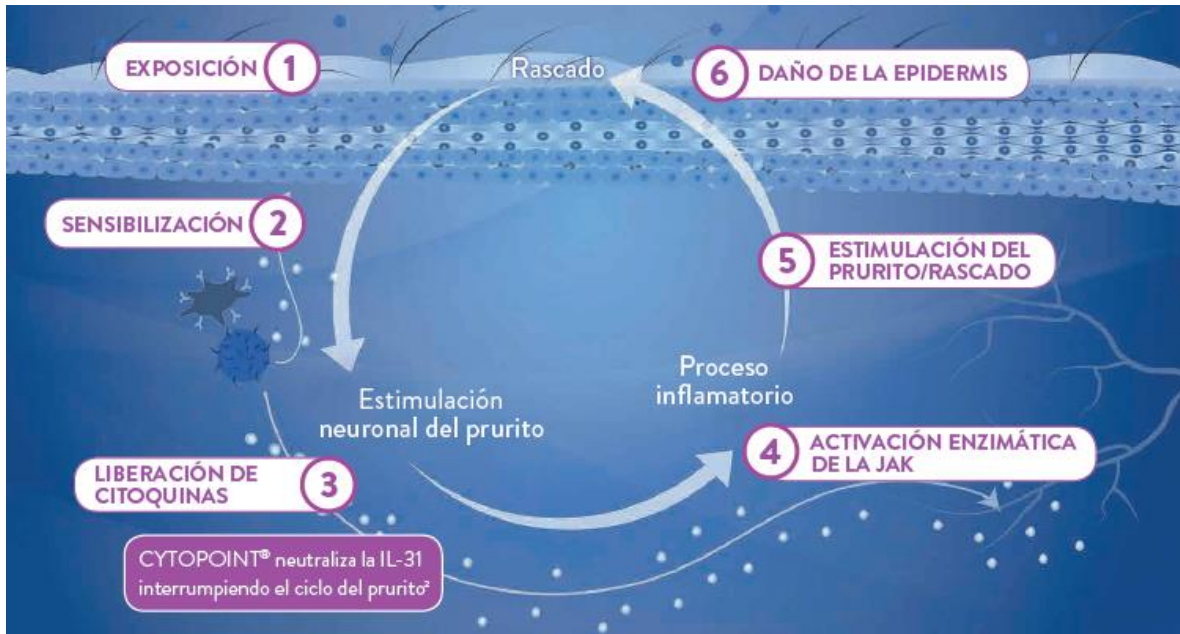 EXPOSICIÓN 1
Rascado
6 DAÑO DE LA EPIDERMIS
SENSIBILIZACIÓN 2
5 ESTIMULACIÓN DEL
PRURITO/RASCADO
Proceso
inflamatorio
Estimulación
neuronal del prurito
4 ACTIVACIÓN ENZIMÁTICA
DE LA JAK
LIBERACIÓN DE
CITOQUINAS 3
CYTOPOINT® neutraliza la IL-31
interrumpiendo el ciclo del prurito²